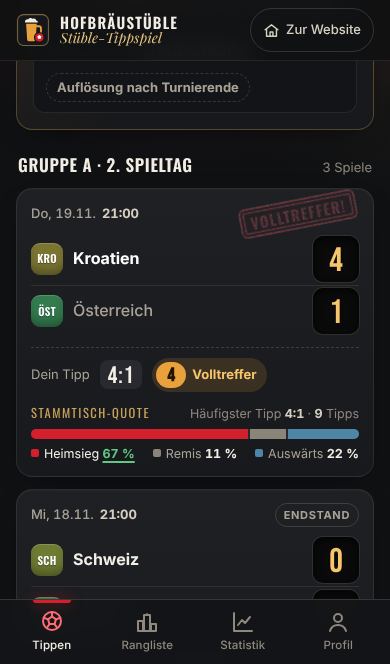 HOFBRÄUSTÜBLE
Stüble-Tippspiel
Zur Website
Auflösung nach Turnierende
GRUPPE A · 2. SPIELTAG
3 Spiele
Do, 19.11. 21:00
VOLLTREFFER!
KRO Kroatien 4
ÖST Österreich 1
Dein Tipp 4:1 4 Volltreffer
STAMMTISCH-QUOTE Häufigster Tipp 4:1 · 9 Tipps
Heimsieg 67 % Remis 11 % Auswärts 22 %
Mi, 18.11. 21:00 ENDSTAND
SCH Schweiz 0
Tippen Rangliste Statistik Profil